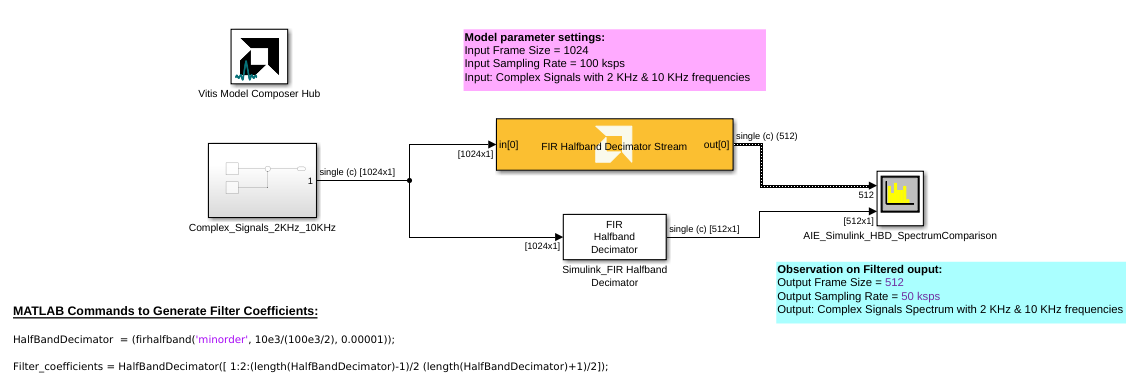 Model parameter settings:
Input Frame Size = 1024
Input Sampling Rate = 100 ksps
Input: Complex Signals with 2 KHz & 10 KHz frequencies
Vitis Model Composer Hub
in[0]
FIR Halfband Decimator Stream
out[0]
single (c) (512)
[1024x1]
single (c) [1024x1]
1
Complex_Signals_2KHz_10KHz
512
[512x1]
AIE_Simulink_HBD_SpectrumComparison
FIR
Halfband
Decimator
single (c) [512x1]
[1024x1]
Simulink_FIR Halfband
Decimator
Observation on Filtered ouput:
Output Frame Size = 512
Output Sampling Rate = 50 ksps
Output: Complex Signals Spectrum with 2 KHz & 10 KHz frequencies
MATLAB Commands to Generate Filter Coefficients:
HalfBandDecimator  = (firhalfband('minorder', 10e3/(100e3/2), 0.00001));
Filter_coefficients = HalfBandDecimator([ 1:2:(length(HalfBandDecimator)-1)/2 (length(HalfBandDecimator)+1)/2]);